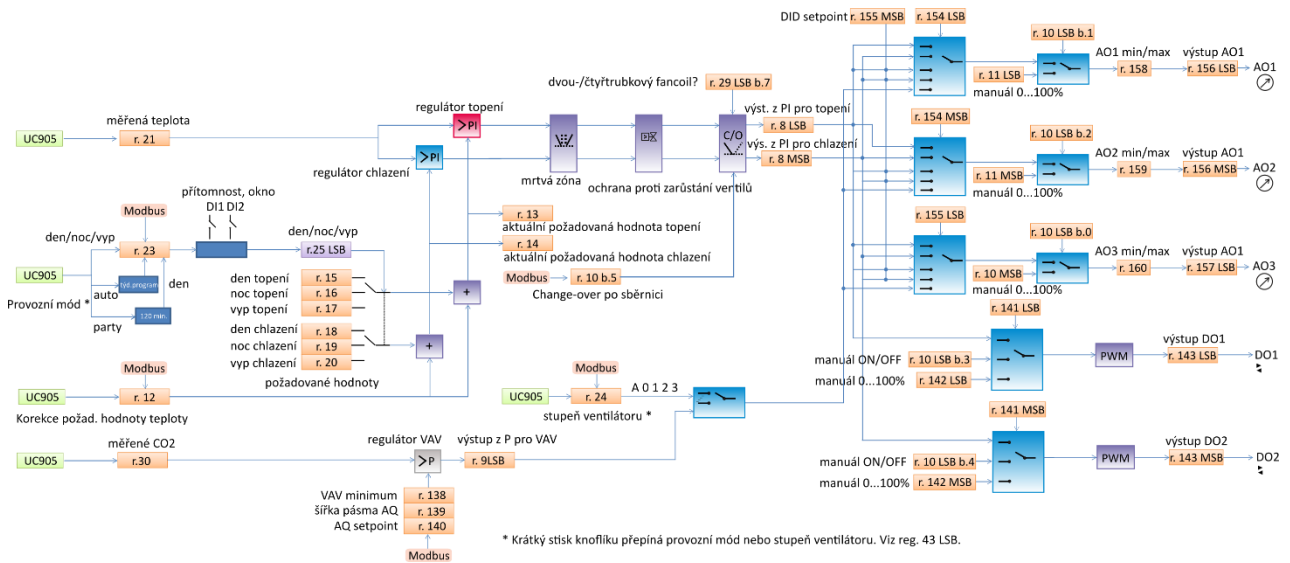 DID setpoint
r. 155 MSB
r. 154 LSB
r. 10 LSB b.1
AO1 min/max
výstup AO1
r. 158
r. 156 LSB
AO1
r. 11 LSB
manuál 0...100%
dvou-/čtyřtrubkový fancoil?
r. 29 LSB b.7
regulátor topení
>PI
výst. z PI pro topení
r. 8 LSB
UC905
měřená teplota
r. 21
>PI
regulátor chlazení
mrtvá zóna
ochrana proti zarůstání ventilů
C/O
výs. z PI pro chlazení
r. 8 MSB
r. 154 MSB
r. 10 LSB b.2
AO2 min/max
výstup AO1
r. 159
r. 156 MSB
AO2
r. 11 MSB
manuál 0...100%
přítomnost, okno
DI1 DI2
Modbus
den/noc/vyp
r. 23
den/noc/vyp
r.25 LSB
r. 13
aktuální požadovaná hodnota topení
r. 14
aktuální požadovaná hodnota chlazení
Modbus
r. 10 b.5
Change-over po sběrnici
r. 155 LSB
r. 10 LSB b.0
AO3 min/max
výstup AO1
r. 160
r. 157 LSB
AO3
r. 10 MSB
manuál 0...100%
UC905
auto
týd program
den
Provozní mód *
party
120 min.
den topení
r. 15
noc topení
r. 16
vyp topení
r. 17
+
den chlazení
r. 18
noc chlazení
r. 19
vyp chlazení
r. 20
+
požadované hodnoty
r. 141 LSB
manuál ON/OFF
r. 10 LSB b.3
manuál 0...100%
r. 142 LSB
PWM
výstup DO1
r. 143 LSB
DO1
Modbus
UC905
r. 12
Korekce požad. hodnoty teploty
Modbus
UC905
r. 24
A 0 1 2 3
stupeň ventilátoru *
r. 141 MSB
manuál ON/OFF
r. 10 LSB b.4
manuál 0...100%
r. 142 MSB
PWM
výstup DO2
r. 143 MSB
DO2
měřené CO2
UC905
r.30
regulátor VAV
>P
výstup z P pro VAV
r. 9LSB
VAV minimum
r. 138
šířka pásma AQ
r. 139
AQ setpoint
r. 140
Modbus
* Krátký stisk knoflíku přepíná provozní mód nebo stupeň ventilátoru. Viz reg. 43 LSB.